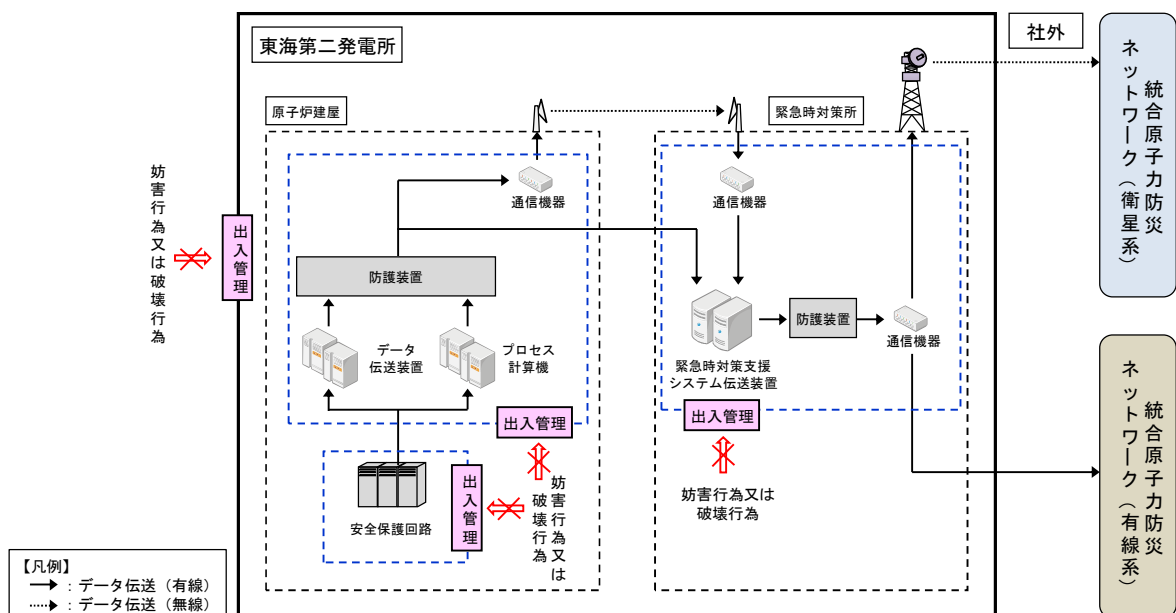 東海第二発電所
社外
原子炉建屋
緊急時対策所
統合原子力防災
ネットワーク（衛星系）
通信機器
通信機器
妨害行為又は破壊行為
出入管理
防護装置
データ
伝送装置
プロセス
計算機
緊急時対策支援
システム伝送装置
防護装置
通信機器
統合原子力防災
ネットワーク（有線系）
出入管理
出入管理
安全保護回路
出入管理
妨害行為又は
破壊行為
妨害行為又は
破壊行為
【凡例】
：データ伝送（有線）
：データ伝送（無線）